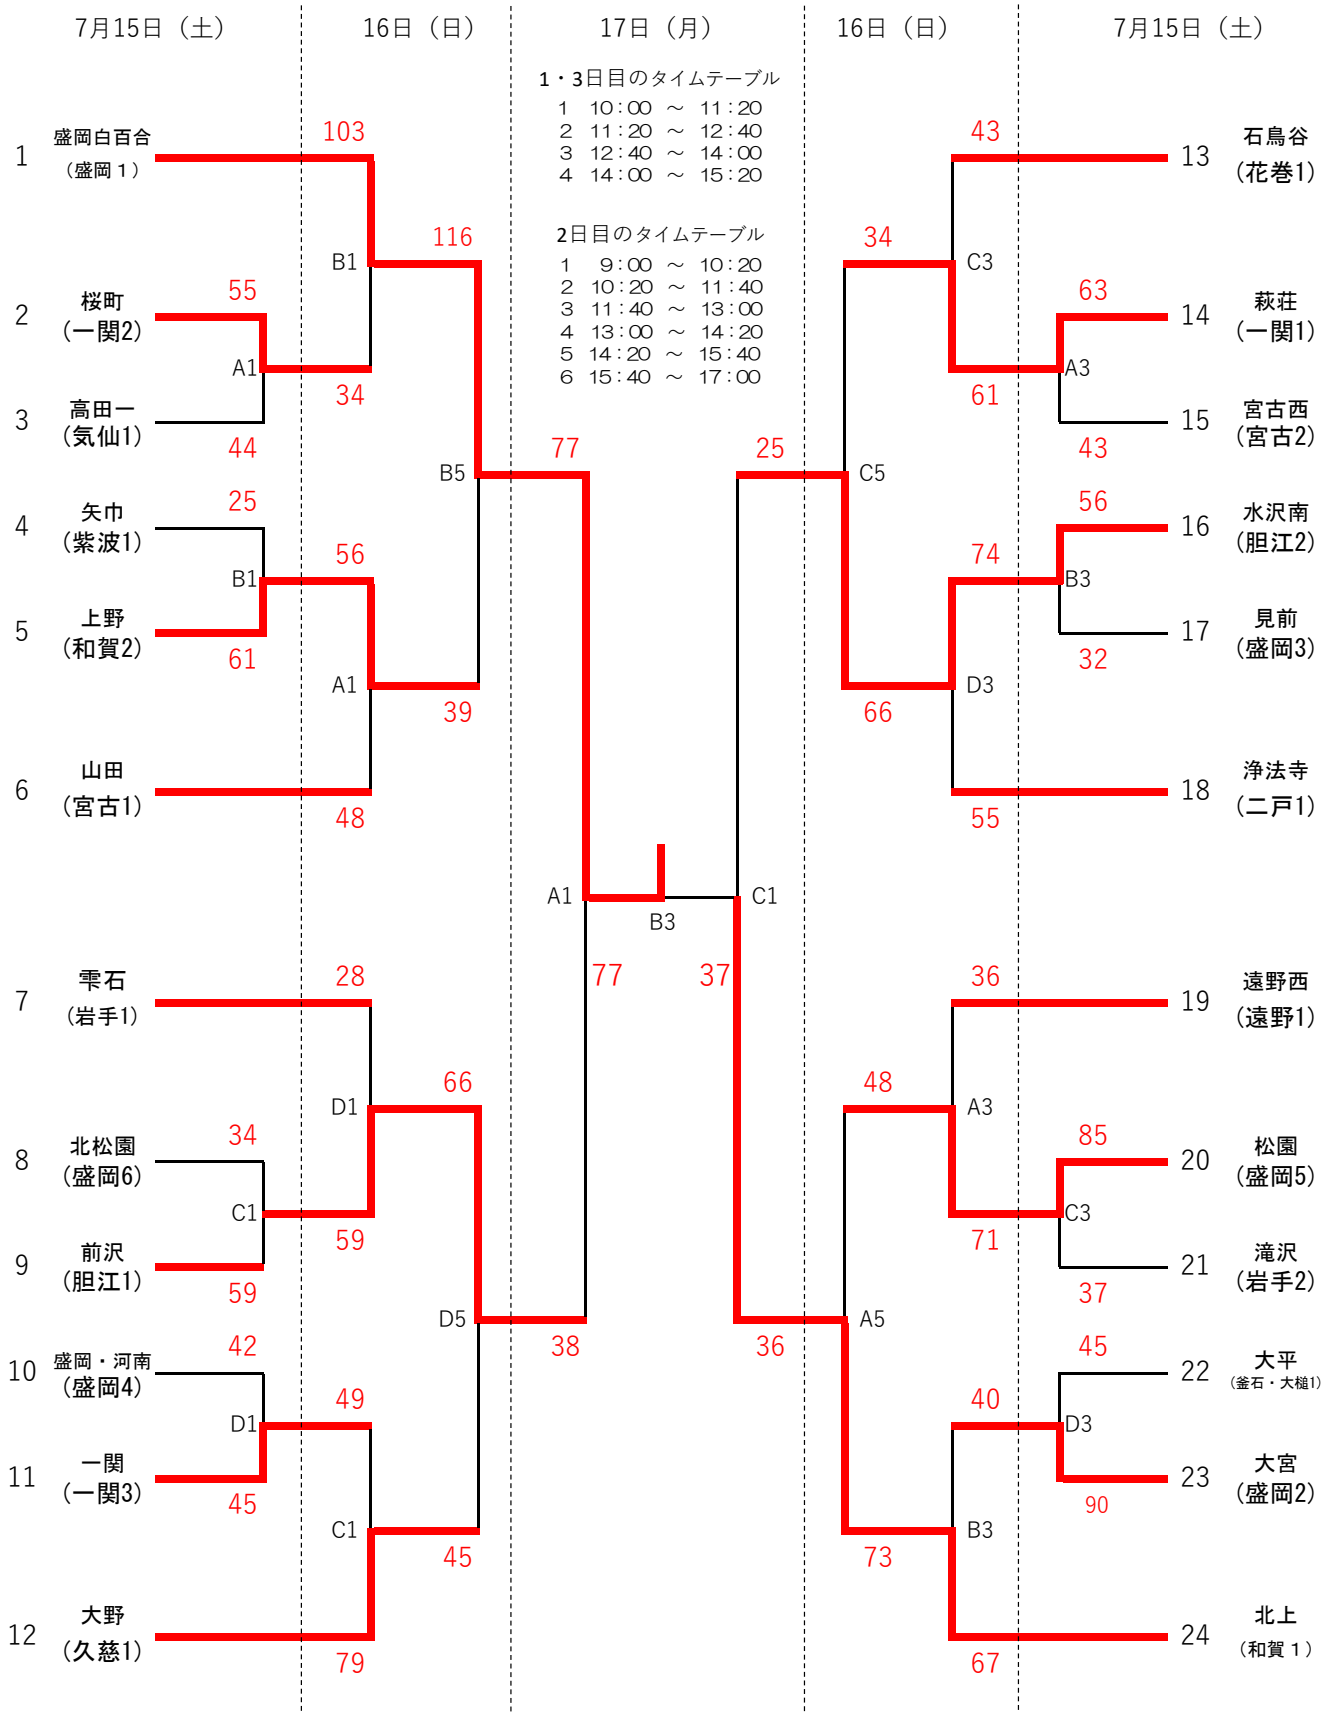 7月15日（土）
16日（日）
17日（月）
16日（日）
7月15日（土）
1・3日目のタイムテーブル
1 10：00 ～ 11：20
2 11：20 ～ 12：40
3 12：40 ～ 14：00
4 14：00 ～ 15：20
2日目のタイムテーブル
1 9：00 ～ 10：20
2 10：20 ～ 11：40
3 11：40 ～ 13：00
4 13：00 ～ 14：20
5 14：20 ～ 15：40
6 15：40 ～ 17：00
1
盛岡白百合
（盛岡１）
103
B1
116
2
桜町
（一関2）
55
A1
34
3
高田一
（気仙1）
44
B5
77
4
矢巾
（紫波1）
25
B1
56
5
上野
（和賀2）
61
A1
39
6
山田
（宮古1）
48
A1
B3
C1
77
37
7
雫石
（岩手1）
28
D1
66
8
北松園
（盛岡6）
34
C1
59
9
前沢
（胆江1）
59
D5
38
10
盛岡・河南
（盛岡4）
42
D1
49
11
一関
（一関3）
45
C1
45
12
大野
（久慈1）
79
43
13
石鳥谷
（花巻1）
34
C3
63
14
萩荘
（一関1）
A3
61
15
宮古西
（宮古2）
43
25
C5
56
16
水沢南
（胆江2）
74
B3
17
見前
（盛岡3）
32
D3
66
18
浄法寺
（二戸1）
55
36
19
遠野西
（遠野1）
48
A3
85
20
松園
（盛岡5）
C3
71
21
滝沢
（岩手2）
37
A5
36
45
22
大平
（釜石・大槌1）
40
D3
23
大宮
（盛岡2）
90
B3
73
24
北上
（和賀１）
67